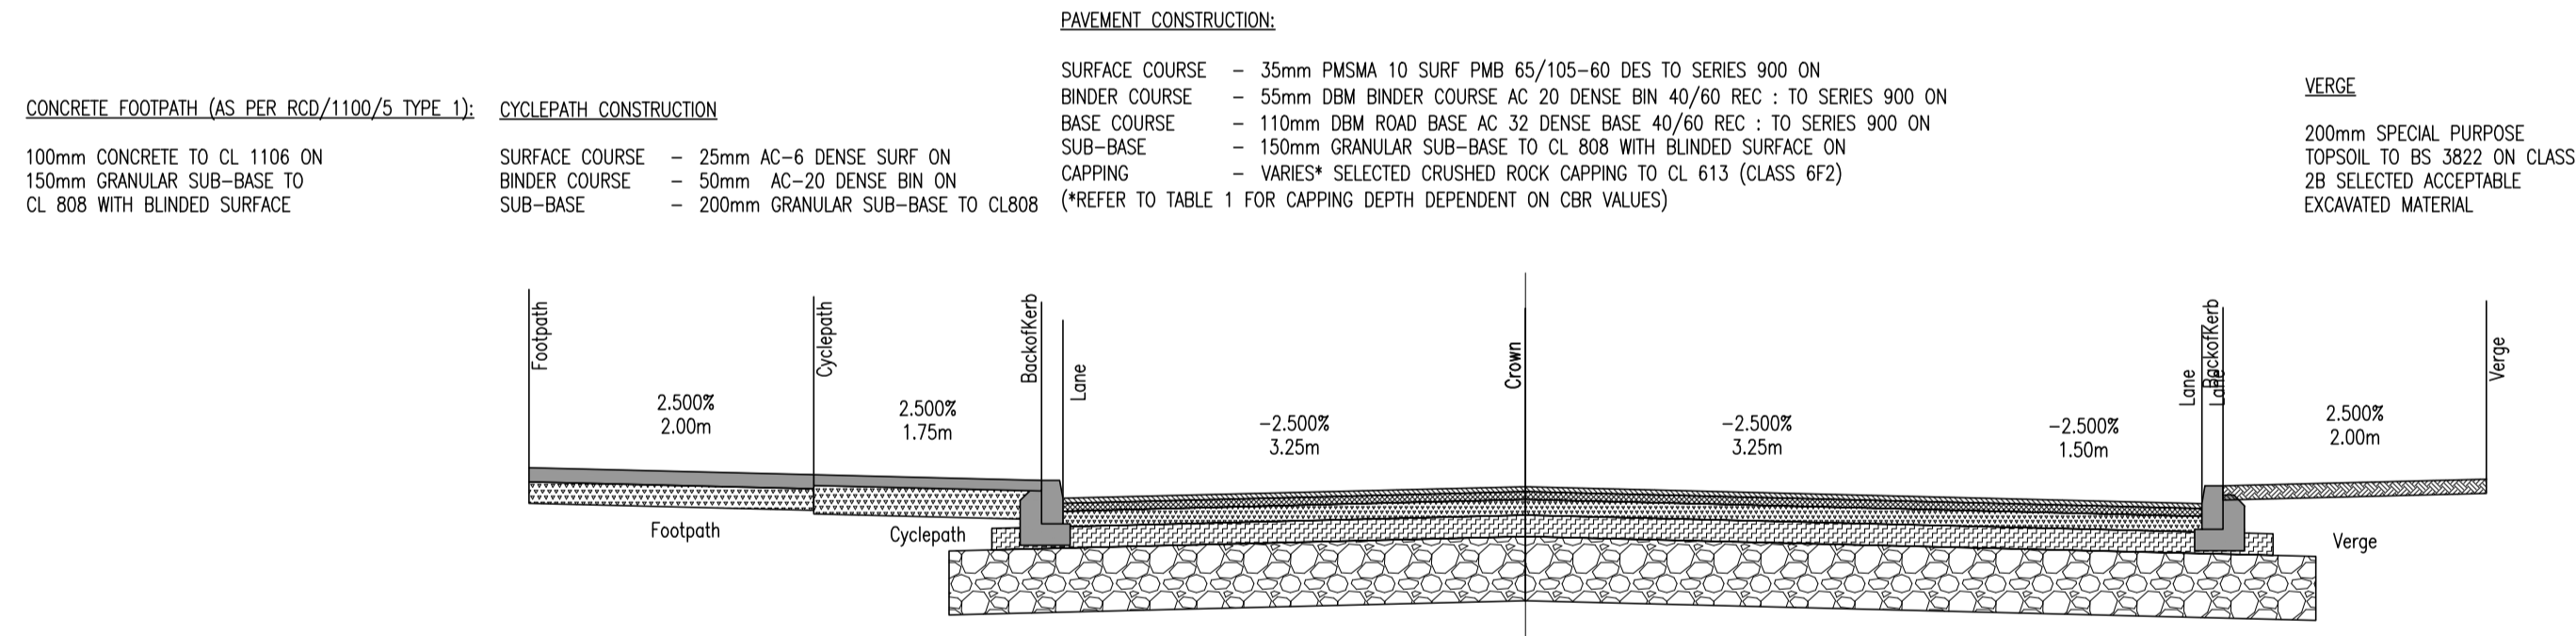 PAVEMENT CONSTRUCTION:
SURFACE COURSE - 35mm PMSMA 10 SURF PMB 65/105-60 DES TO SERIES 900 ON
BINDER COURSE - 55mm DBM BINDER COURSE AC 20 DENSE BIN 40/60 REC : TO SERIES 900 ON
BASE COURSE - 110mm DBM ROAD BASE AC 32 DENSE BASE 40/60 REC : TO SERIES 900 ON
SUB-BASE - 150mm GRANULAR SUB-BASE TO CL 808 WITH BLINDED SURFACE ON
CAPPING - VARIES* SELECTED CRUSHED ROCK CAPPING TO CL 613 (CLASS 6F2)
(*REFER TO TABLE 1 FOR CAPPING DEPTH DEPENDENT ON CBR VALUES)
CONCRETE FOOTPATH (AS PER RCD/1100/5 TYPE 1):
100mm CONCRETE TO CL 1106 ON
150mm GRANULAR SUB-BASE TO
CL 808 WITH BLINDED SURFACE
CYCLEPATH CONSTRUCTION
SURFACE COURSE - 25mm AC-6 DENSE SURF ON
BINDER COURSE - 50mm AC-20 DENSE BIN ON
SUB-BASE - 200mm GRANULAR SUB-BASE TO CL808
VERGE
200mm SPECIAL PURPOSE
TOPSOIL TO BS 3822 ON CLASS
2B SELECTED ACCEPTABLE
EXCAVATED MATERIAL
Footpath
Cyclepath
BackofKerb
Lane
Crown
Lane
BackofKerb
Lane
Verge
2.500%
2.00m
2.500%
1.75m
-2.500%
3.25m
-2.500%
3.25m
-2.500%
1.50m
2.500%
2.00m
Footpath
Cyclepath
Verge